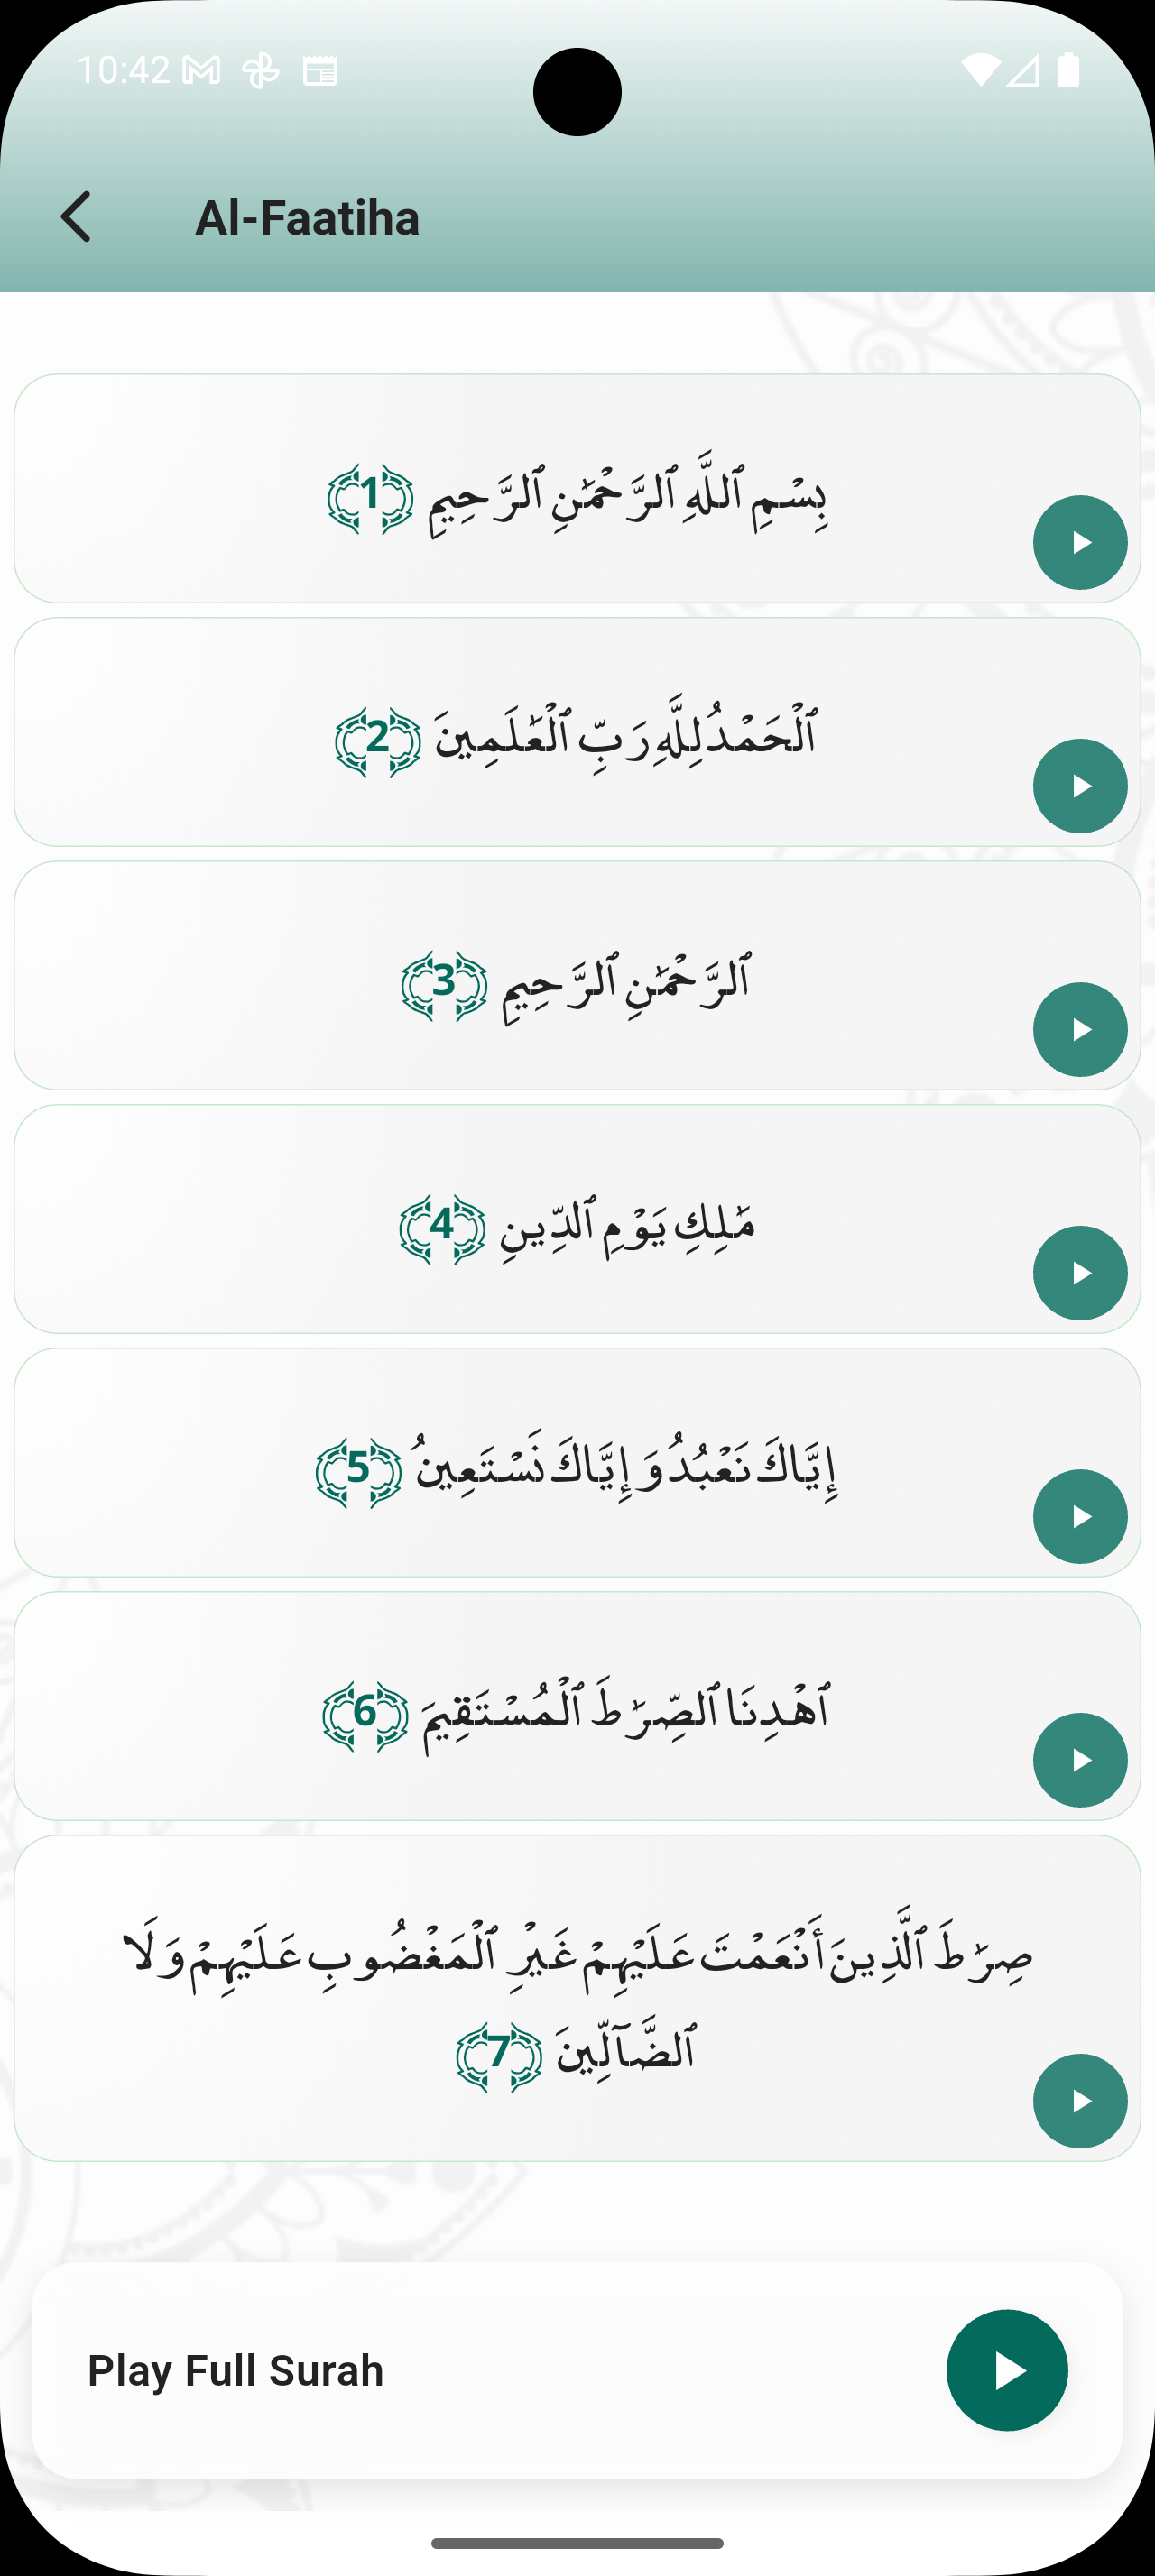 10:42
Al-Faatiha
بِسْمِ ٱللَّهِ ٱلرَّحْمَٰنِ ٱلرَّحِيمِ ﴿1﴾
ٱلْحَمْدُ لِلَّهِ رَبِّ ٱلْعَٰلَمِينَ ﴿2﴾
ٱلرَّحْمَٰنِ ٱلرَّحِيمِ ﴿3﴾
مَٰلِكِ يَوْمِ ٱلدِّينِ ﴿4﴾
إِيَّاكَ نَعْبُدُ وَإِيَّاكَ نَسْتَعِينُ ﴿5﴾
ٱهْدِنَا ٱلصِّرَٰطَ ٱلْمُسْتَقِيمَ ﴿6﴾
صِرَٰطَ ٱلَّذِينَ أَنْعَمْتَ عَلَيْهِمْ غَيْرِ ٱلْمَغْضُوبِ عَلَيْهِمْ وَلَا
ٱلضَّآلِّينَ ﴿7﴾
Play Full Surah